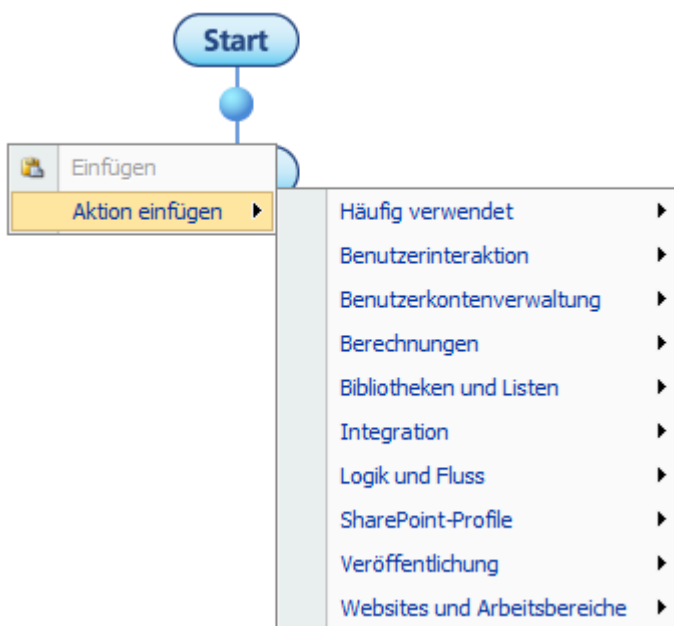 Start
Einfügen
Aktion einfügen
Häufig verwendet
Benutzerinteraktion
Benutzerkontenverwaltung
Berechnungen
Bibliotheken und Listen
Integration
Logik und Fluss
SharePoint-Profile
Veröffentlichung
Websites und Arbeitsbereiche